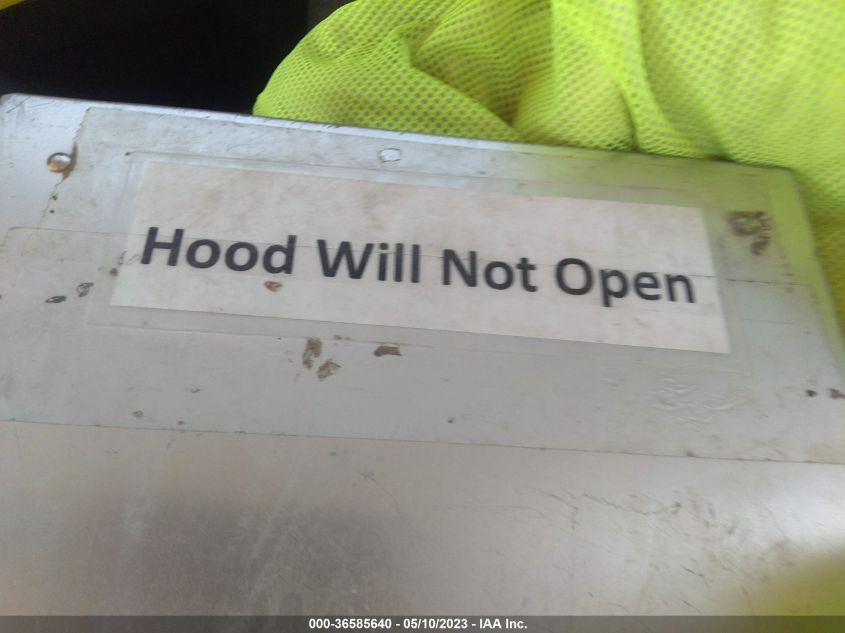 Hood Will Not Open
000-36585640 - 05/10/2023 - IAA Inc.